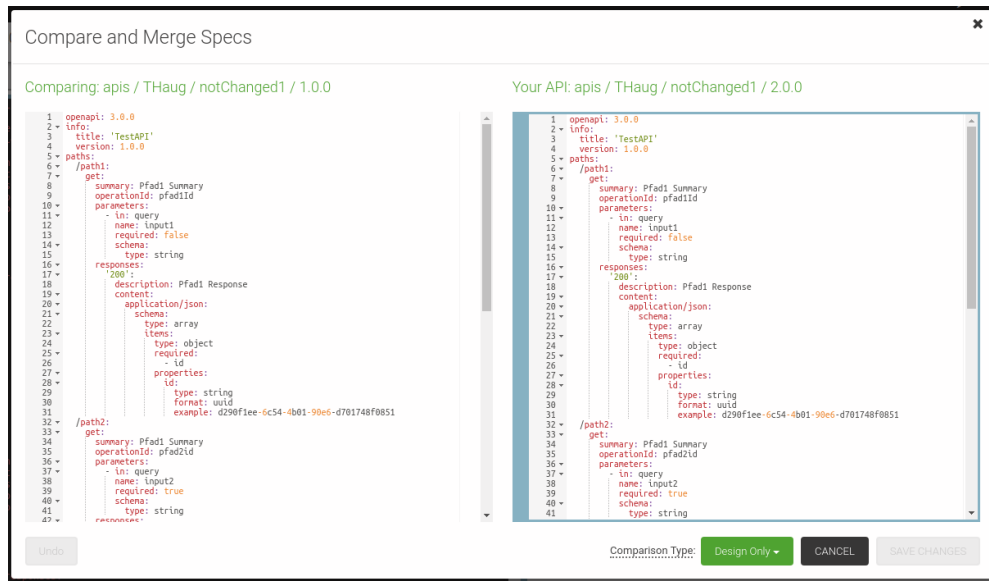 Compare and Merge Specs
✖
Comparing: apis / THaug / notChanged1 / 1.0.0
1 openapi: 3.0.0
2 info:
3   title: 'TestAPI'
4   version: 1.0.0
5 paths:
6   /path1:
7     get:
8       summary: Pfad1 Summary
9       operationId: pfad1Id
10       parameters:
11         - in: query
12           name: input1
13           required: false
14           schema:
15             type: string
16       responses:
17         '200':
18           description: Pfad1 Response
19           content:
20             application/json:
21               schema:
22                 type: array
23                 items:
24                   type: object
25                   required:
26                     - id
27                   properties:
28                     id:
29                       type: string
30                       format: uuid
31                       example: d290f1ee-6c54-4b01-90e6-d701748f0851
32   /path2:
33     get:
34       summary: Pfad1 Summary
35       operationId: pfad2id
36       parameters:
37         - in: query
38           name: input2
39           required: true
40           schema:
41             type: string
42       responses:
Your API: apis / THaug / notChanged1 / 2.0.0
1 openapi: 3.0.0
2 info:
3   title: 'TestAPI'
4   version: 1.0.0
5 paths:
6   /path1:
7     get:
8       summary: Pfad1 Summary
9       operationId: pfad1Id
10       parameters:
11         - in: query
12           name: input1
13           required: false
14           schema:
15             type: string
16       responses:
17         '200':
18           description: Pfad1 Response
19           content:
20             application/json:
21               schema:
22                 type: array
23                 items:
24                   type: object
25                   required:
26                     - id
27                   properties:
28                     id:
29                       type: string
30                       format: uuid
31                       example: d290f1ee-6c54-4b01-90e6-d701748f0851
32   /path2:
33     get:
34       summary: Pfad1 Summary
35       operationId: pfad2id
36       parameters:
37         - in: query
38           name: input2
39           required: true
40           schema:
41             type: string
Undo
Comparison Type: Design Only CANCEL SAVE CHANGES